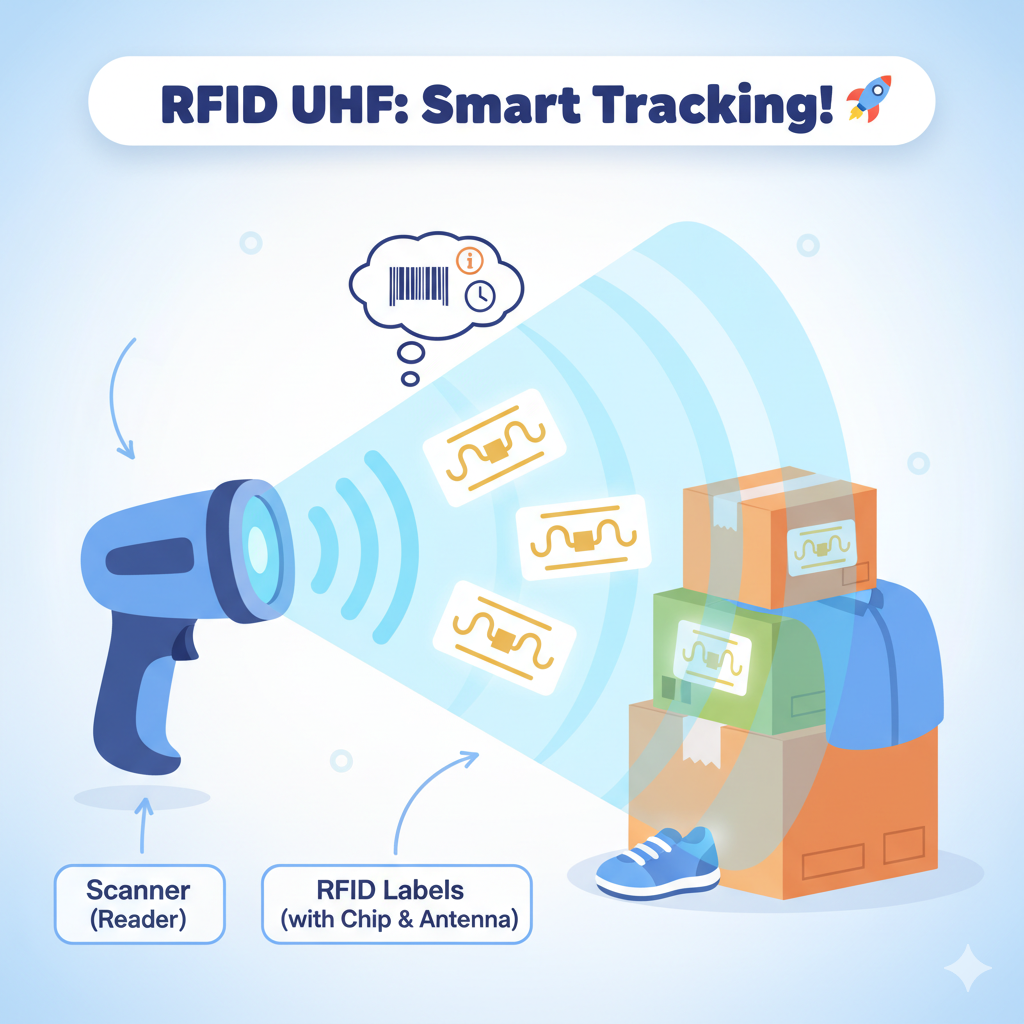 RFID UHF: Smart Tracking! 🚀
i
Scanner
(Reader)
RFID Labels
(with Chip & Antenna)